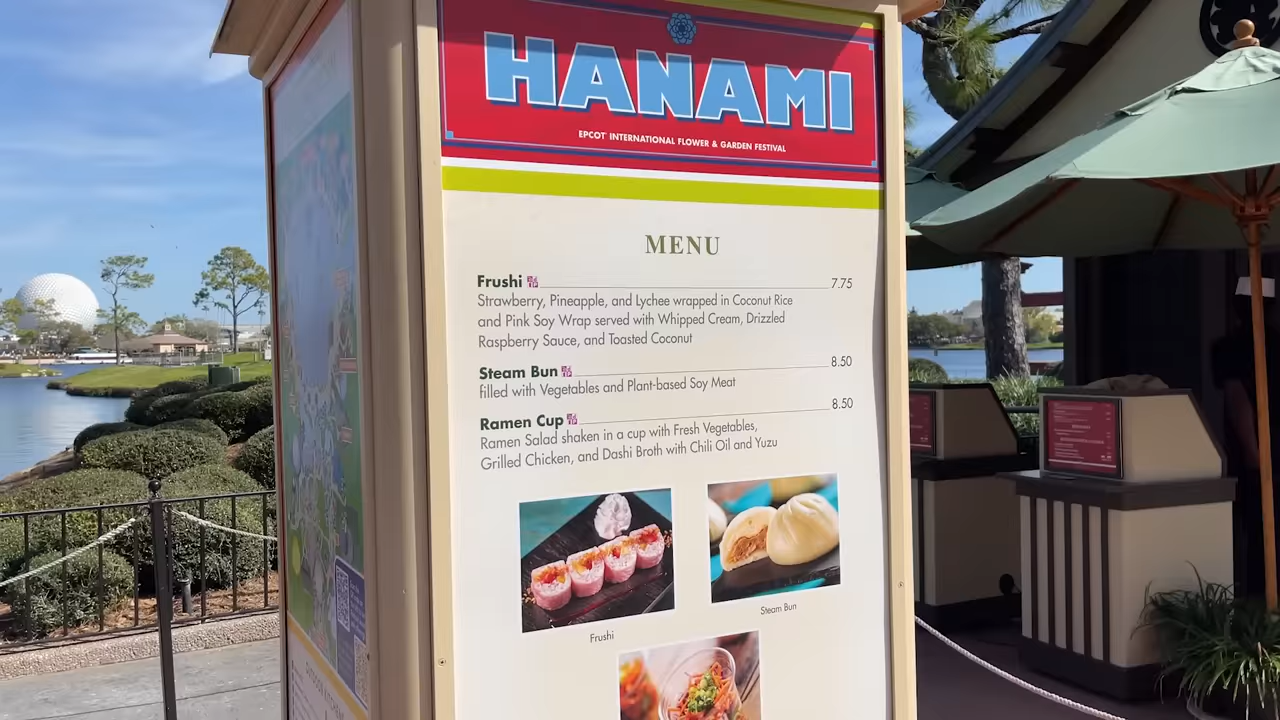 HANAMI
EPCOT INTERNATIONAL FLOWER & GARDEN FESTIVAL
MENU
Frushi 7.75
Strawberry, Pineapple, and Lychee wrapped in Coconut Rice
and Pink Soy Wrap served with Whipped Cream, Drizzled
Raspberry Sauce, and Toasted Coconut
Steam Bun 8.50
filled with Vegetables and Plant-based Soy Meat
Ramen Cup 8.50
Ramen Salad shaken in a cup with Fresh Vegetables,
Grilled Chicken, and Dashi Broth with Chili Oil and Yuzu
Frushi
Steam Bun